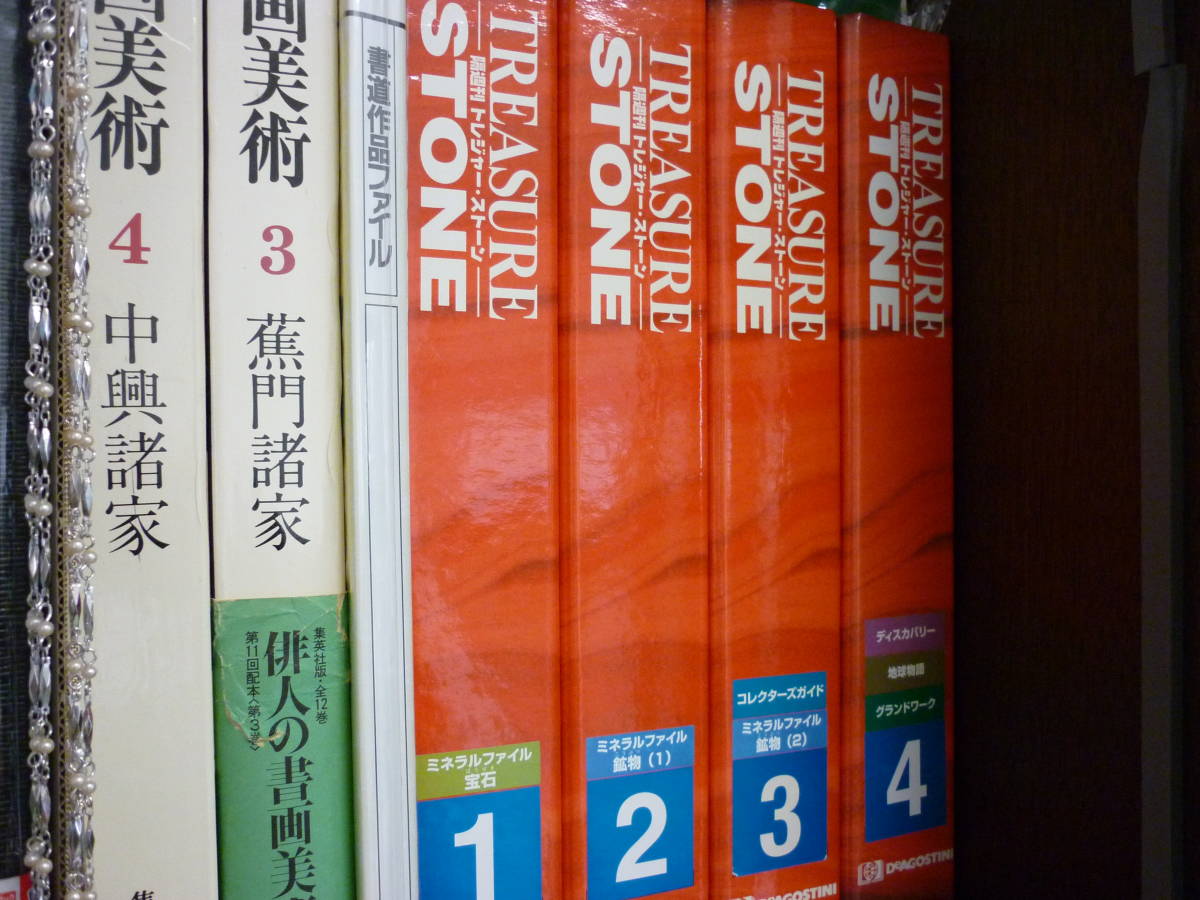 画美術
4
中興諸家
画美術
3
蕉門諸家
集英社版・全12巻
俳人の書画美
第11回配本〈第3巻〉
書道作品ファイル
TREASURE
隔週刊 トレジャー・ストーン
STONE
ミネラルファイル
宝石
1
TREASURE
隔週刊 トレジャー・ストーン
STONE
ミネラルファイル
鉱物（1）
2
TREASURE
隔週刊 トレジャー・ストーン
STONE
コレクターズガイド
ミネラルファイル
鉱物（2）
3
DEAGOSTINI
TREASURE
隔週刊 トレジャー・ストーン
STONE
ディスカバリー
地球物語
グランドワーク
4
DEAGOSTINI